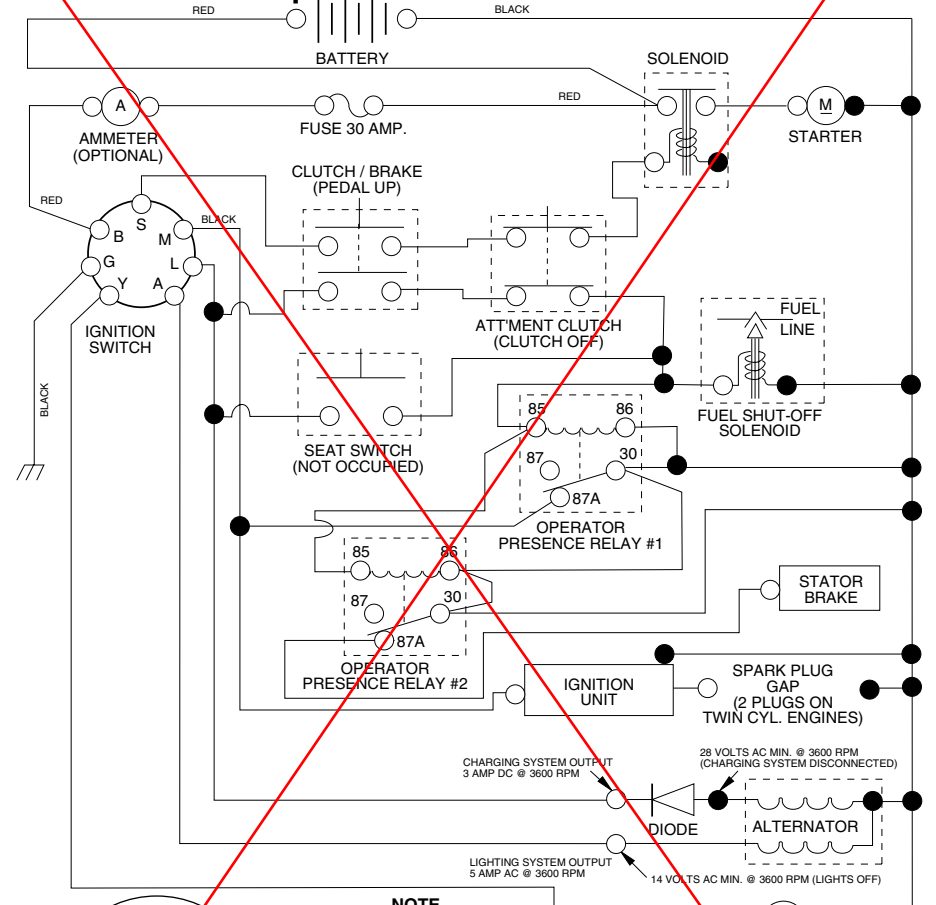 RED
BLACK
BATTERY
SOLENOID
A
RED
M
AMMETER
(OPTIONAL)
FUSE 30 AMP.
STARTER
CLUTCH / BRAKE
(PEDAL UP)
RED
BLACK
S
B
M
G
L
Y
A
IGNITION
SWITCH
ATT'MENT CLUTCH
(CLUTCH OFF)
FUEL
LINE
BLACK
FUEL SHUT-OFF
SOLENOID
SEAT SWITCH
(NOT OCCUPIED)
85
86
87
30
87A
OPERATOR
PRESENCE RELAY #1
85
86
87
30
87A
OPERATOR
PRESENCE RELAY #2
STATOR
BRAKE
IGNITION
UNIT
SPARK PLUG
GAP
(2 PLUGS ON
TWIN CYL. ENGINES)
CHARGING SYSTEM OUTPUT
3 AMP DC @ 3600 RPM
28 VOLTS AC MIN. @ 3600 RPM
(CHARGING SYSTEM DISCONNECTED)
DIODE
ALTERNATOR
LIGHTING SYSTEM OUTPUT
5 AMP AC @ 3600 RPM
14 VOLTS AC MIN. @ 3600 RPM (LIGHTS OFF)
NOTE